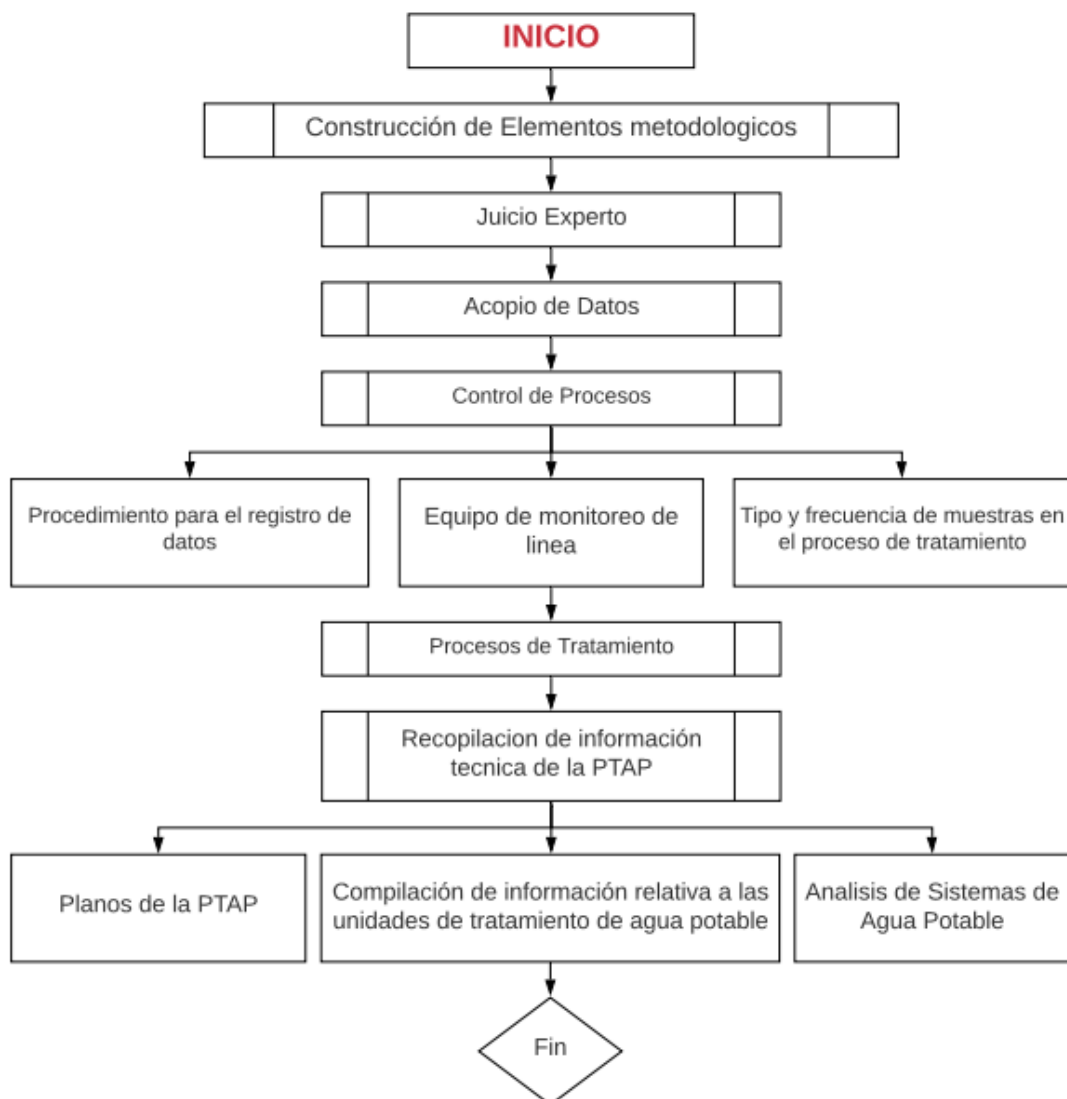 INICIO
Construcción de Elementos metodologicos
Juicio Experto
Acopio de Datos
Control de Procesos
Procedimiento para el registro de
datos
Equipo de monitoreo de
linea
Tipo y frecuencia de muestras en
el proceso de tratamiento
Procesos de Tratamiento
Recopilacion de información
tecnica de la PTAP
Planos de la PTAP
Compilación de información relativa a las
unidades de tratamiento de agua potable
Analisis de Sistemas de
Agua Potable
Fin